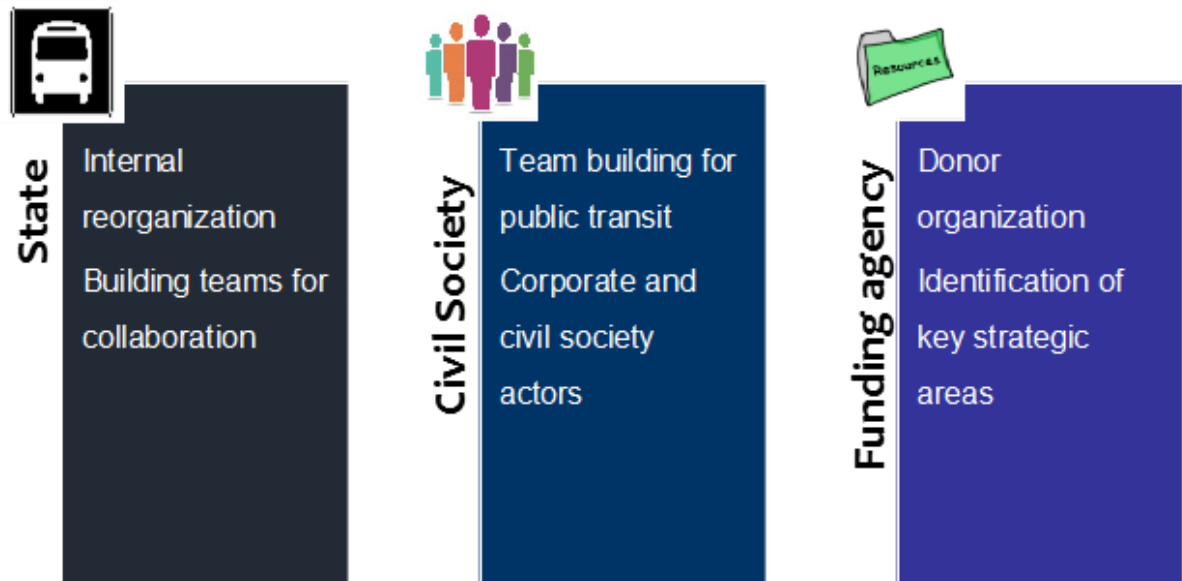 State
Internal
reorganization
Building teams for
collaboration
Civil Society
Team building for
public transit
Corporate and
civil society
actors
Resources
Funding agency
Donor
organization
Identification of
key strategic
areas